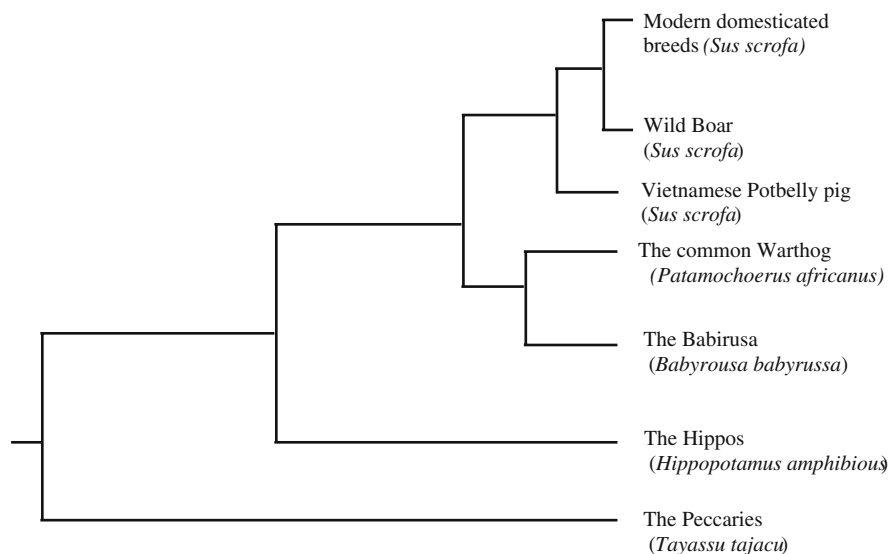 Modern domesticated
breeds (Sus scrofa)
Wild Boar
(Sus scrofa)
Vietnamese Potbelly pig
(Sus scrofa)
The common Warthog
(Patamochoerus africanus)
The Babirusa
(Babyrousa babyrussa)
The Hippos
(Hippopotamus amphibious)
The Peccaries
(Tayassu tajacu)